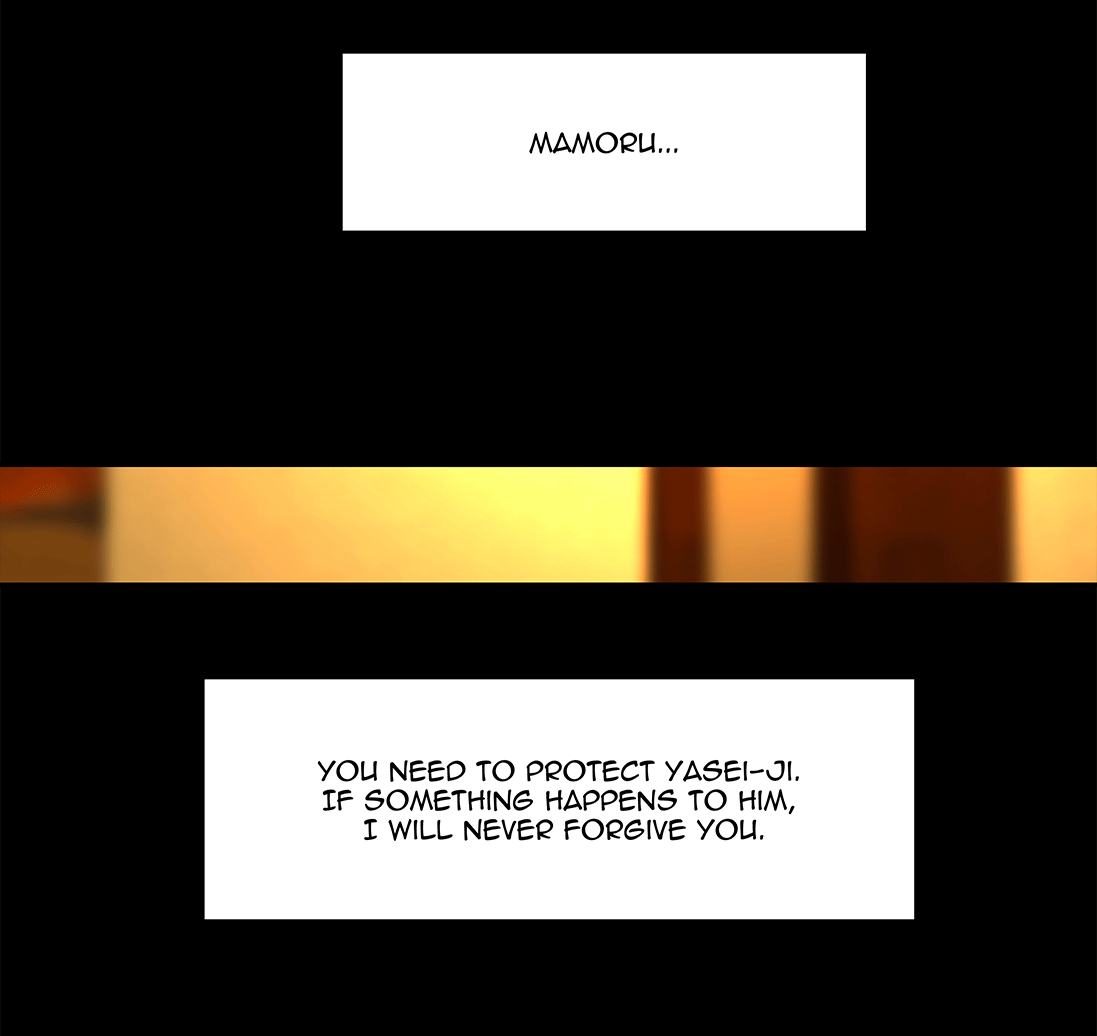 MAMORU...
YOU NEED TO PROTECT YASEI-JI.
IF SOMETHING HAPPENS TO HIM,
I WILL NEVER FORGIVE YOU.